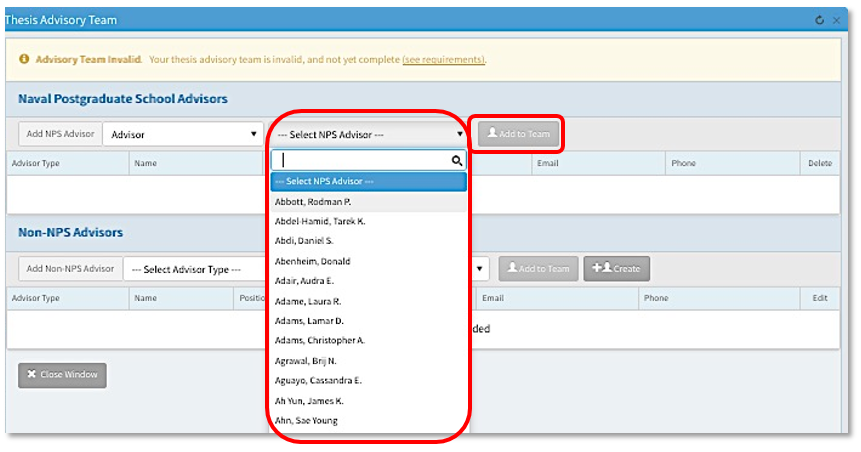 Thesis Advisory Team
Advisory Team Invalid. Your thesis advisory team is invalid, and not yet complete (see requirements).
Naval Postgraduate School Advisors
Add NPS Advisor Advisor --- Select NPS Advisor --- Add to Team
Advisor Type Name Email Phone Delete
--- Select NPS Advisor ---
Abbott, Rodman P.
Abdel-Hamid, Tarek K.
Abdi, Daniel S.
Abenheim, Donald
Adair, Audra E.
Adame, Laura R.
Adams, Lamar D.
Adams, Christopher A.
Agrawal, Brij N.
Aguayo, Cassandra E.
Ah Yun, James K.
Ahn, Sae Young
Non-NPS Advisors
Add Non-NPS Advisor --- Select Advisor Type --- Add to Team Create
Advisor Type Name Positio Email Phone Edit
ded
Close Window